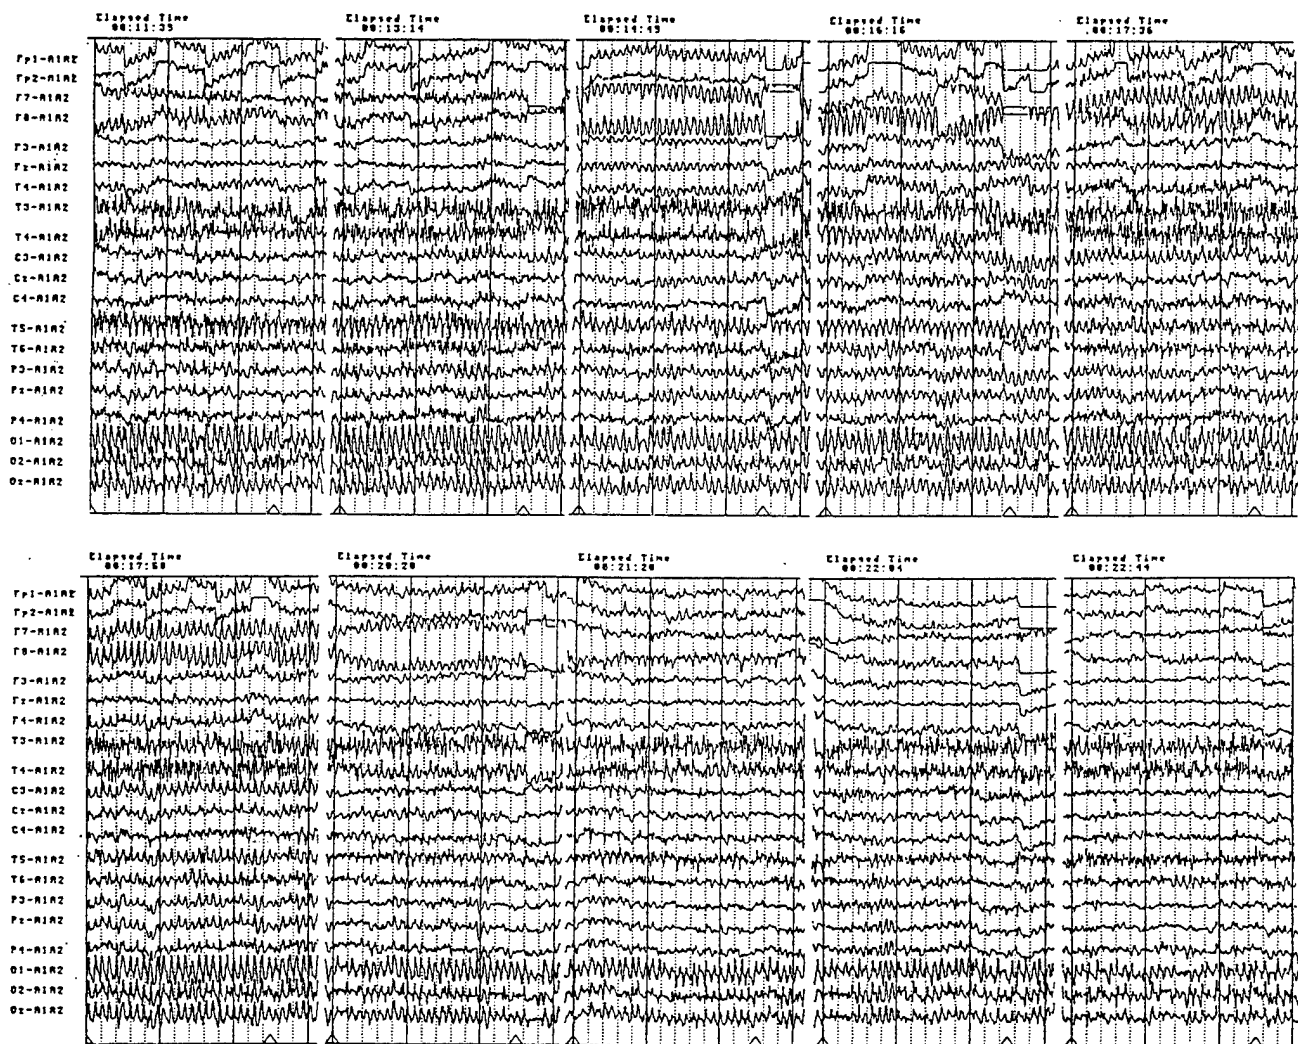 Elapsed Time Elapsed Time Elapsed Time Elapsed Time Elapsed Time
00:11:35 00:13:14 00:14:45 00:16:16 00:17:36
Fp1-A1A2
Fp2-A1A2
F7-A1A2
F8-A1A2
F3-A1A2
Fz-A1A2
F4-A1A2
T3-A1A2
T4-A1A2
C3-A1A2
Cz-A1A2
C4-A1A2
T5-A1A2
T6-A1A2
P3-A1A2
Pz-A1A2
P4-A1A2
O1-A1A2
O2-A1A2
Oz-A1A2
Elapsed Time Elapsed Time Elapsed Time Elapsed Time Elapsed Time
00:17:58 00:20:20 00:21:20 00:22:04 00:22:44
Fp1-A1A2
Fp2-A1A2
F7-A1A2
F8-A1A2
F3-A1A2
Fz-A1A2
F4-A1A2
T3-A1A2
T4-A1A2
C3-A1A2
Cz-A1A2
C4-A1A2
T5-A1A2
T6-A1A2
P3-A1A2
Pz-A1A2
P4-A1A2
O1-A1A2
O2-A1A2
Oz-A1A2